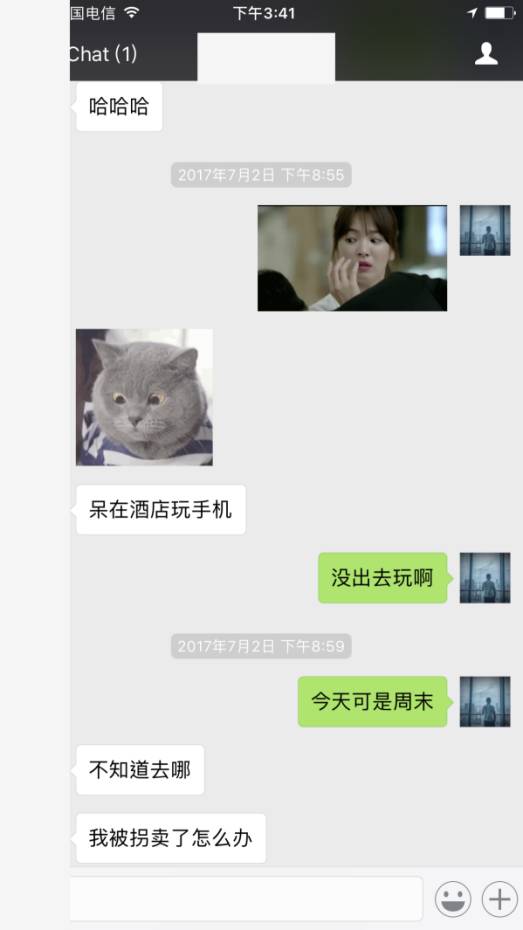 国电信
下午3:41
Chat (1)
哈哈哈
2017年7月2日 下午8:55
呆在酒店玩手机
没出去玩啊
2017年7月2日 下午8:59
今天可是周末
不知道去哪
我被拐卖了怎么办